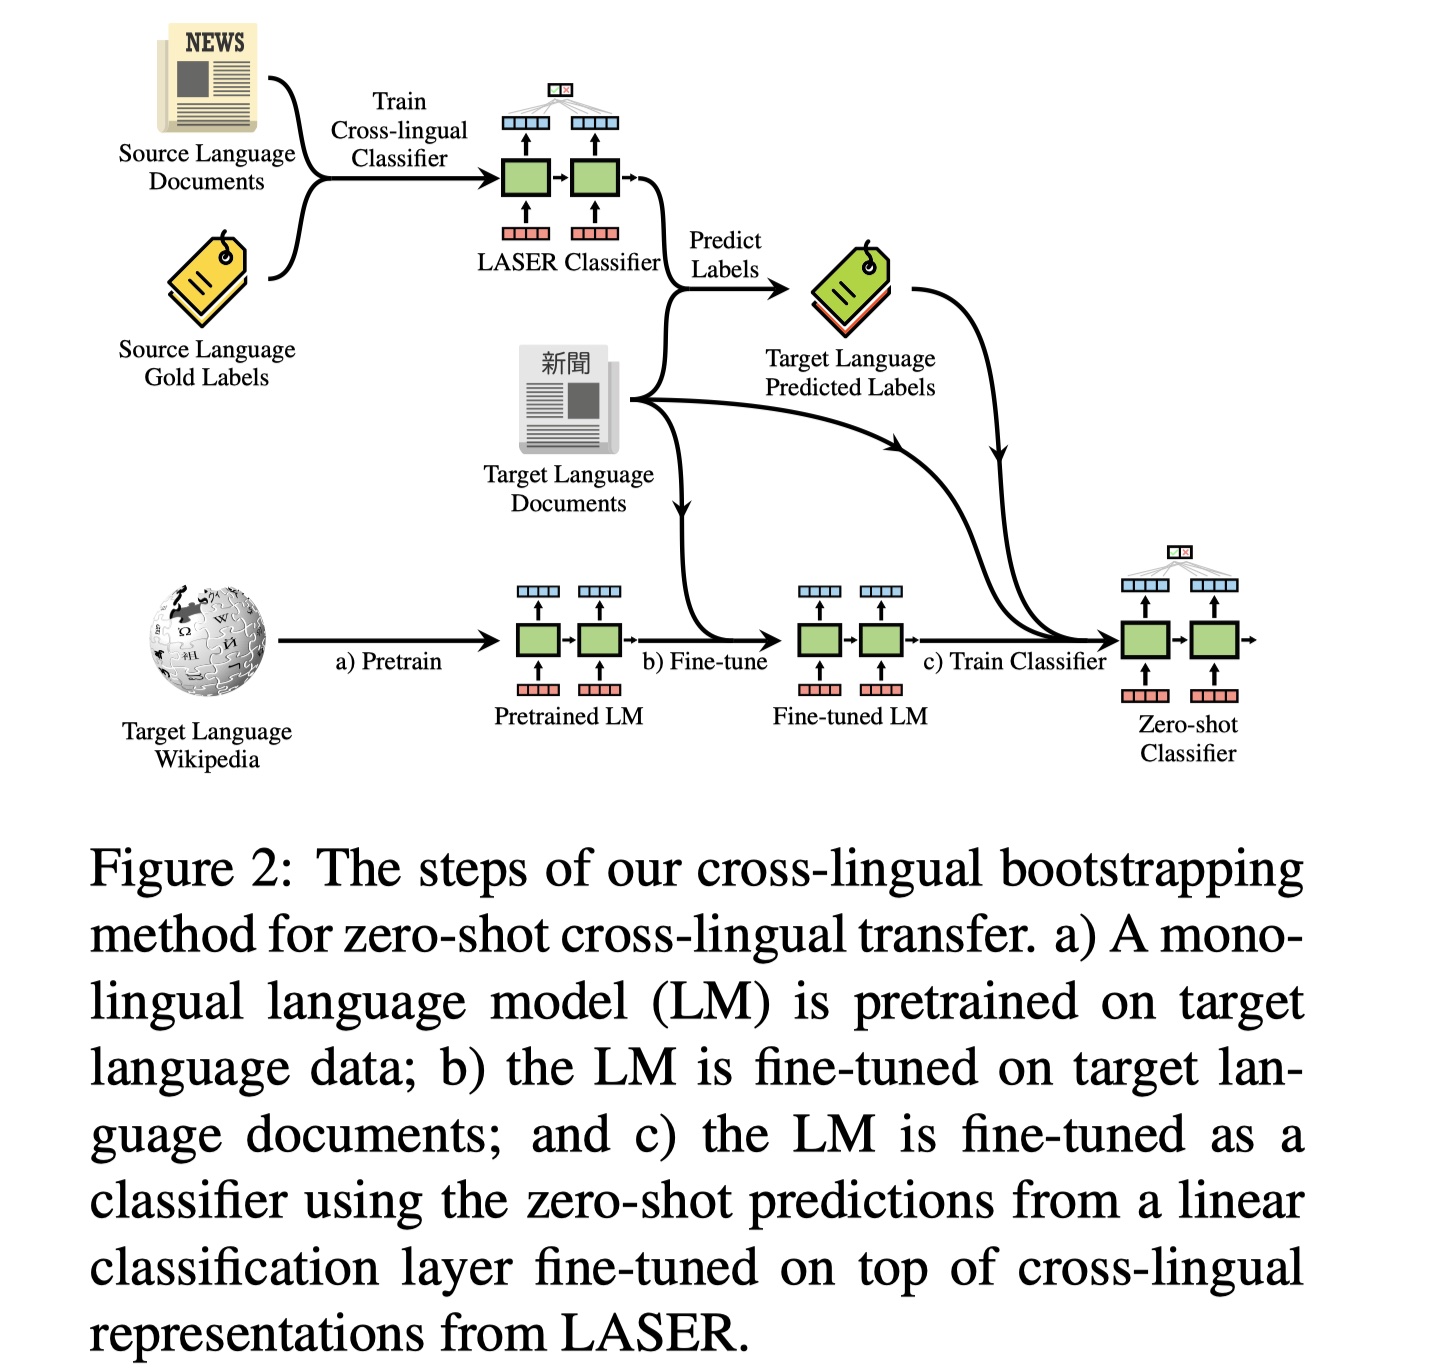 NEWS
Train
Cross-lingual
Classifier
Source Language
Documents
LASER Classifier
Predict
Labels
Source Language
Gold Labels
新聞
Target Language
Predicted Labels
Target Language
Documents
a) Pretrain
b) Fine-tune
c) Train Classifier
Pretrained LM
Fine-tuned LM
Zero-shot
Classifier
Target Language
Wikipedia
Figure 2: The steps of our cross-lingual bootstrapping
method for zero-shot cross-lingual transfer. a) A mono-
lingual language model (LM) is pretrained on target
language data; b) the LM is fine-tuned on target lan-
guage documents; and c) the LM is fine-tuned as a
classifier using the zero-shot predictions from a linear
classification layer fine-tuned on top of cross-lingual
representations from LASER.